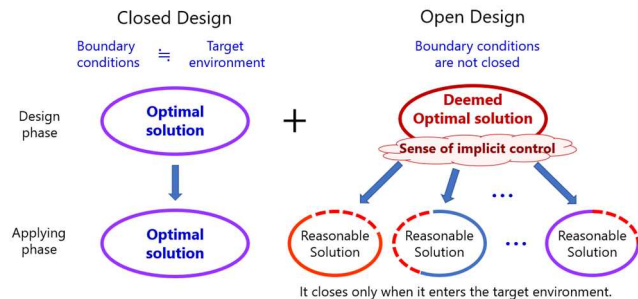 Closed Design
Boundary conditions ≒ Target environment
Design phase
Optimal solution
Applying phase
Optimal solution
+
Open Design
Boundary conditions are not closed
Deemed Optimal solution
Sense of implicit control
...
Reasonable Solution
Reasonable Solution
...
Reasonable Solution
It closes only when it enters the target environment.